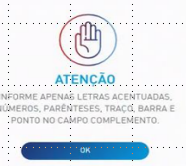 ATENÇÃO
INFORME APENAS LETRAS ACENTUADAS,
NÚMEROS, PARÊNTESES, TRAÇO, BARRA E
PONTO NO CAMPO COMPLEMENTO.
OK